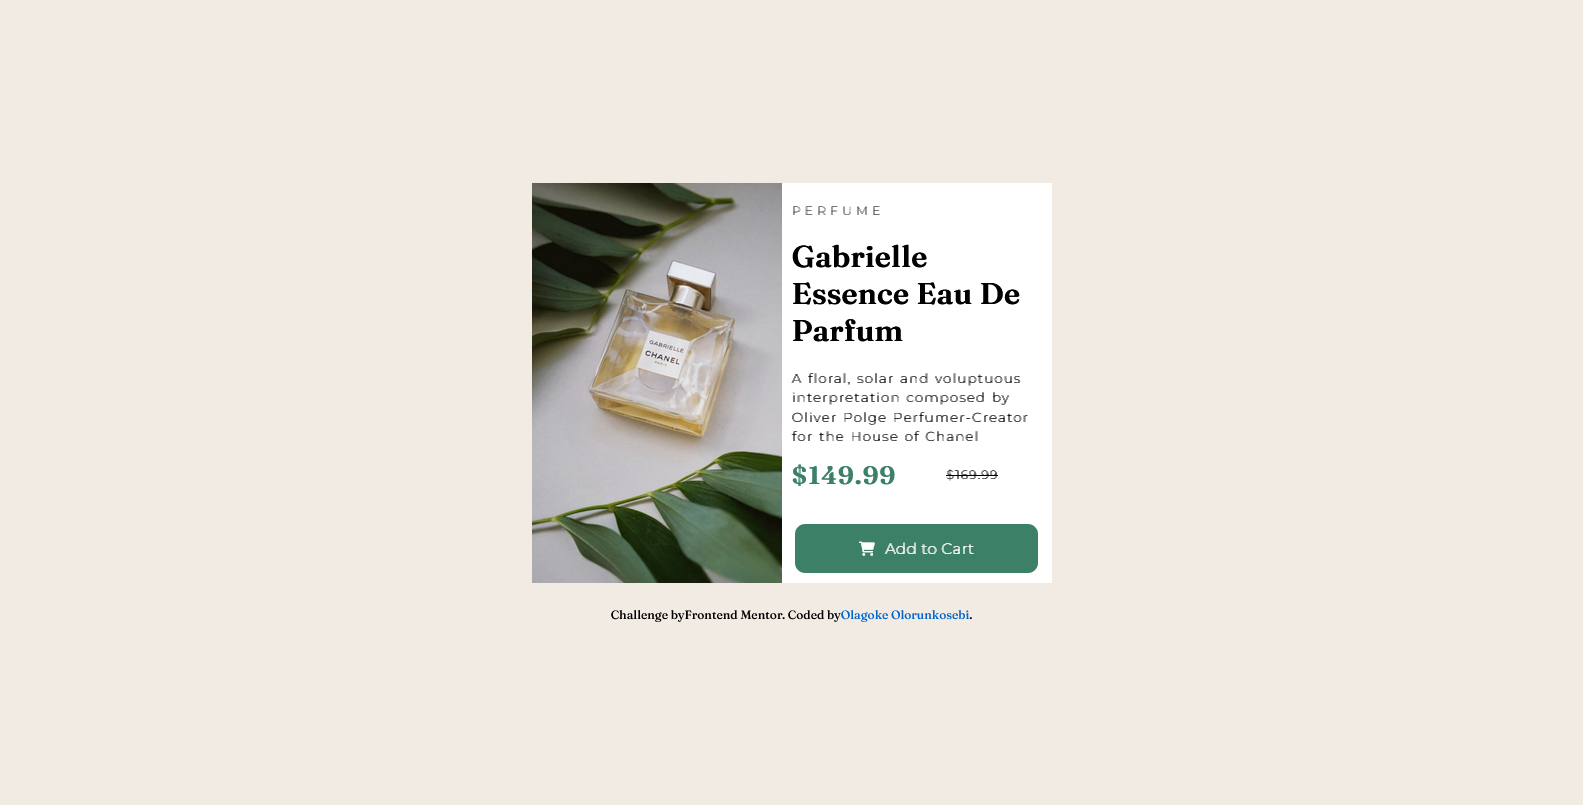 PERFUME
Gabrielle
Essence Eau De
Parfum
A floral, solar and voluptuous
interpretation composed by
Oliver Polge Perfumer-Creator
for the House of Chanel
$149.99 $169.99
Add to Cart
GABRIELLE
CHANEL
PARIS
Challenge byFrontend Mentor. Coded byOlagoke Olorunkosebi.